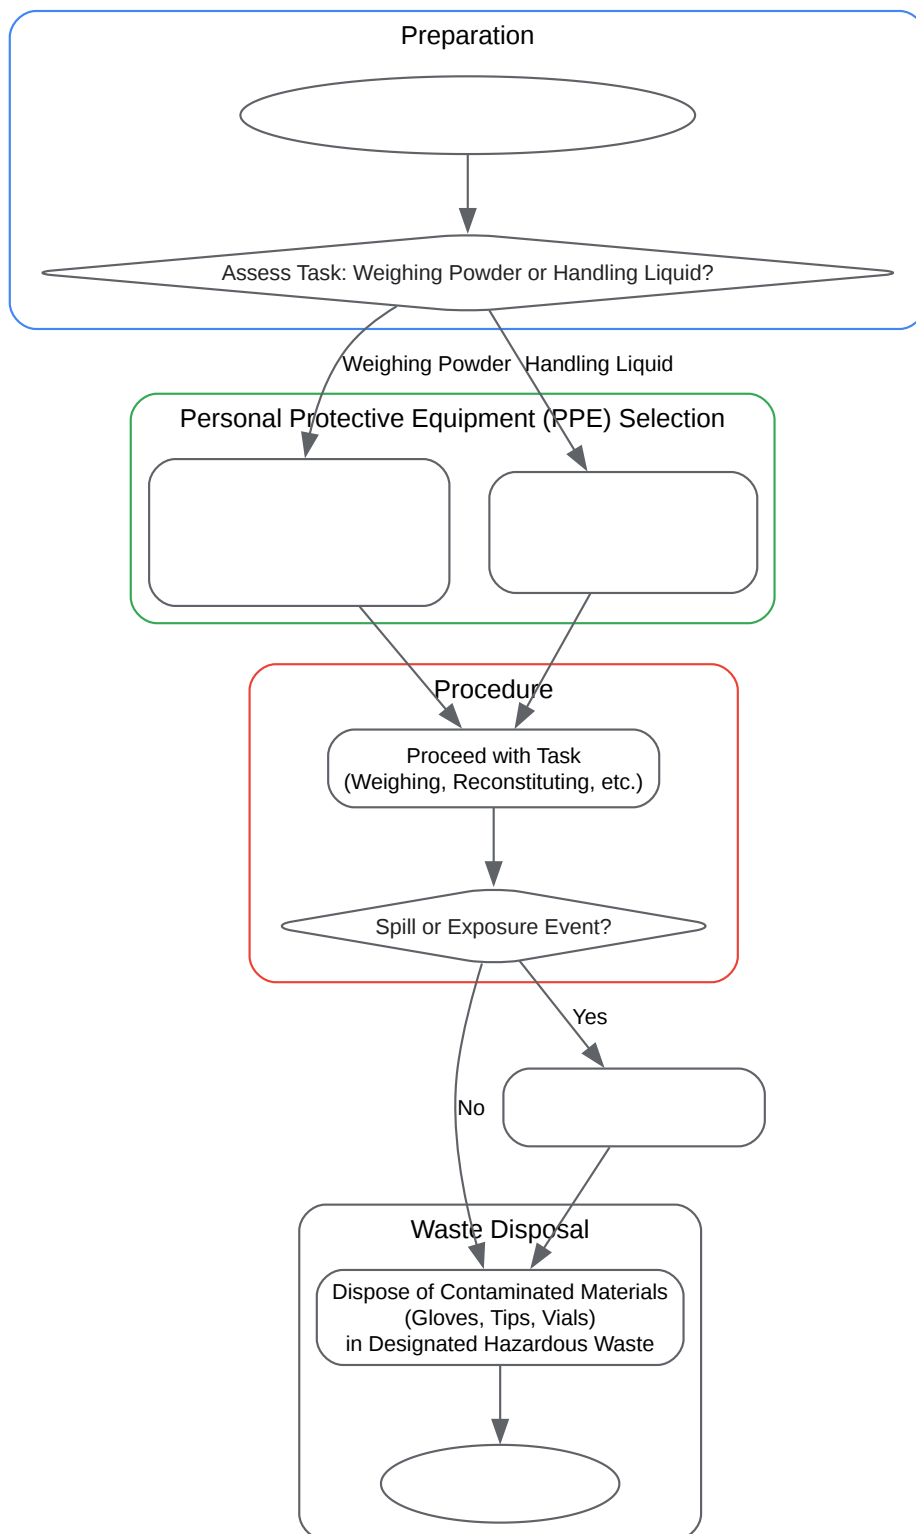 Preparation
Assess Task: Weighing Powder or Handling Liquid?
Weighing Powder
Handling Liquid
Personal Protective Equipment (PPE) Selection
Procedure
Proceed with Task
(Weighing, Reconstituting, etc.)
Spill or Exposure Event?
Yes
No
Waste Disposal
Dispose of Contaminated Materials
(Gloves, Tips, Vials)
in Designated Hazardous Waste